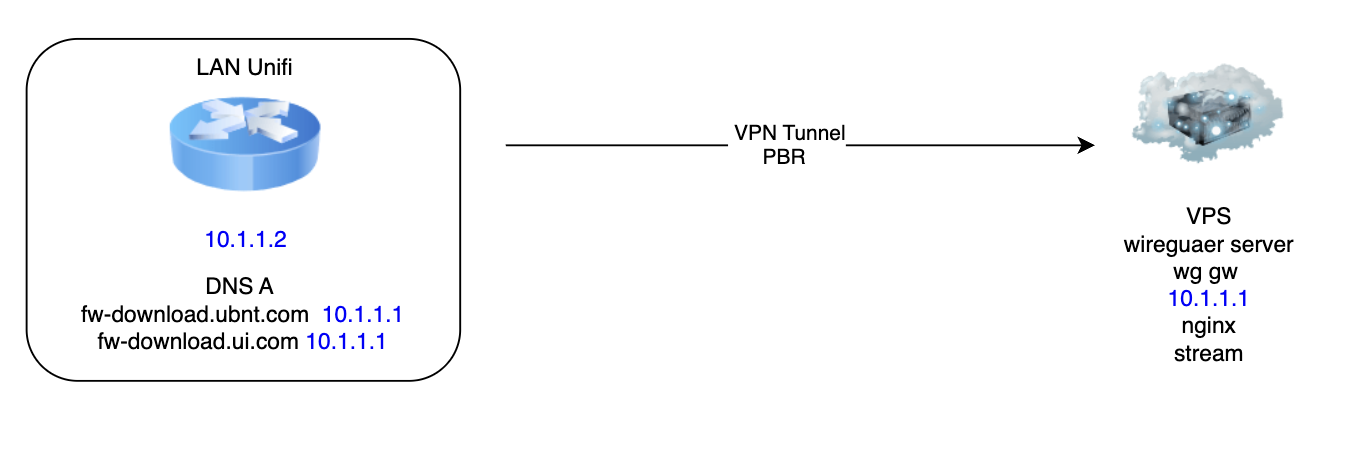 LAN Unifi
10.1.1.2
DNS A
fw-download.ubnt.com 10.1.1.1
fw-download.ui.com 10.1.1.1
VPN Tunnel
PBR
VPS
wireguaer server
wg gw
10.1.1.1
nginx
stream